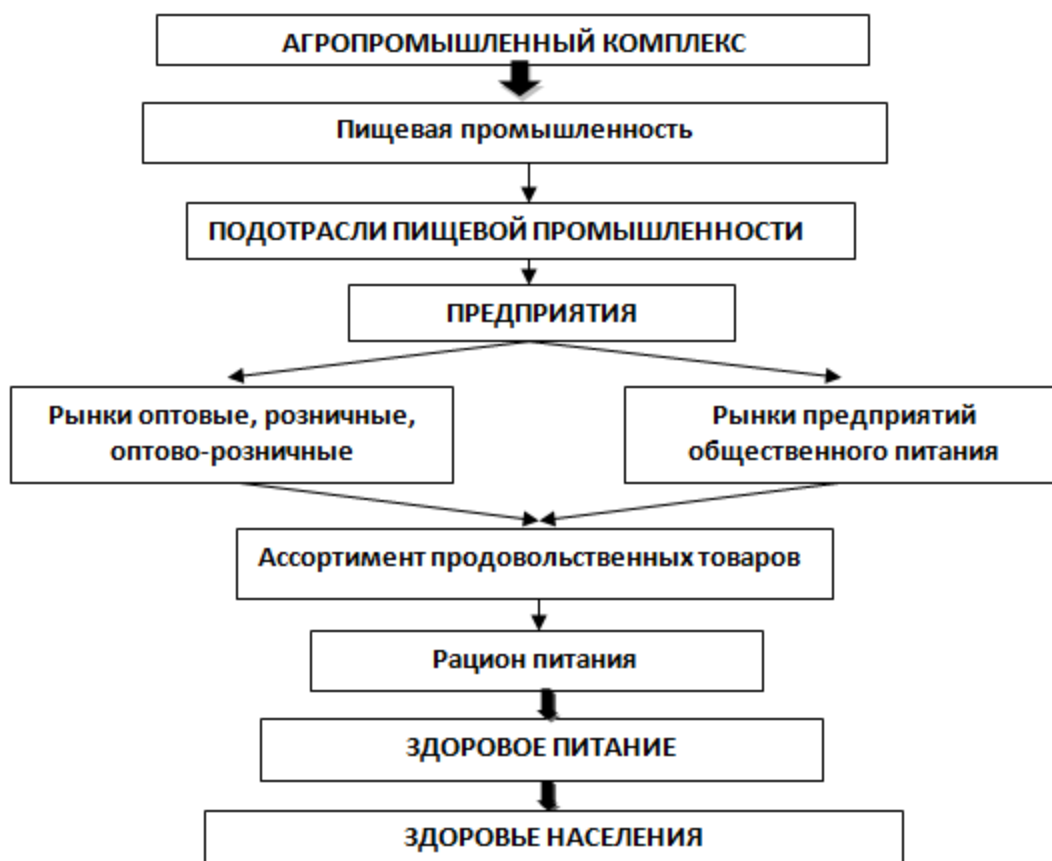 АГРОПРОМЫШЛЕННЫЙ КОМПЛЕКС
Пищевая промышленность
ПОДОТРАСЛИ ПИЩЕВОЙ ПРОМЫШЛЕННОСТИ
ПРЕДПРИЯТИЯ
Рынки оптовые, розничные,
оптово-розничные
Рынки предприятий
общественного питания
Ассортимент продовольственных товаров
Рацион питания
ЗДОРОВОЕ ПИТАНИЕ
ЗДОРОВЬЕ НАСЕЛЕНИЯ